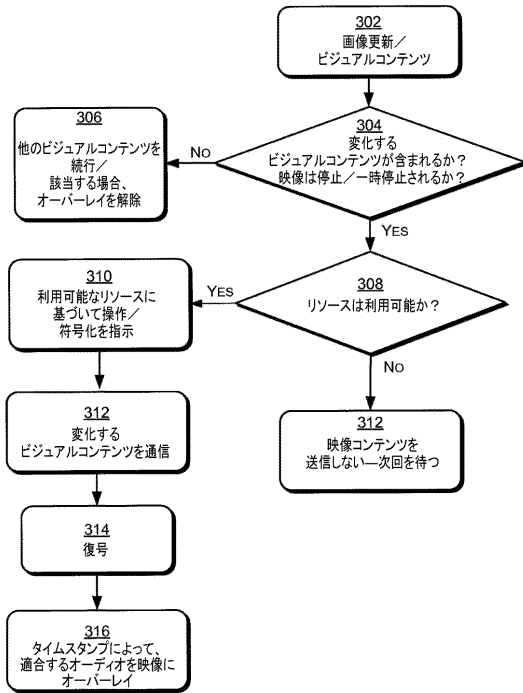 302
画像更新／
ビジュアルコンテンツ
304
変化する
ビジュアルコンテンツが含まれるか？
映像は停止／一時停止されるか？
NO
306
他のビジュアルコンテンツを
続行／
該当する場合、
オーバーレイを解除
YES
308
リソースは利用可能か？
YES
310
利用可能なリソースに
基づいて操作／
符号化を指示
NO
312
映像コンテンツを
送信しない―次回を待つ
312
変化する
ビジュアルコンテンツを通信
314
復号
316
タイムスタンプによって、
適合するオーディオを映像に
オーバーレイ